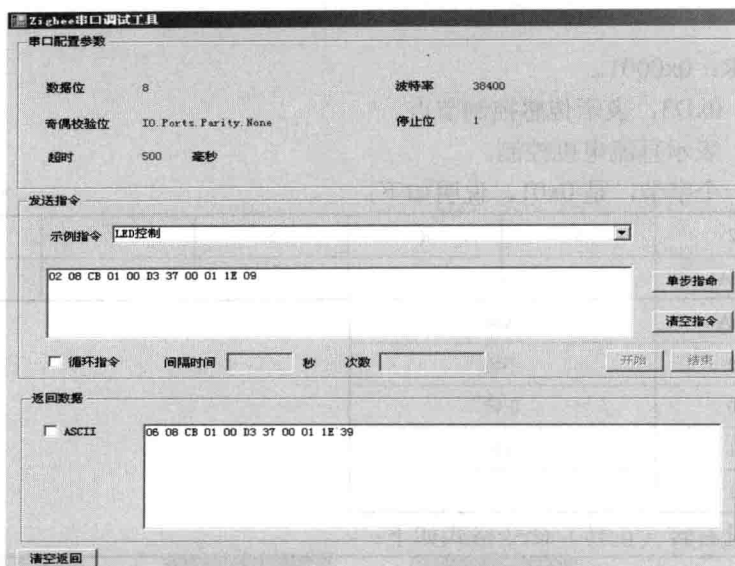 Zigbee串口调试工具
串口配置参数
数据位 8 波特率 38400
奇偶校验位 IO.Ports.Parity.None 停止位 1
超时 500 毫秒
发送指令
示例指令 LED控制
02 08 CB 01 00 D3 37 00 01 1E 09
单步指命
清空指令
循环指令 间隔时间 秒 次数 开始 结束
返回数据
ASCII
06 08 CB 01 00 D3 37 00 01 1E 39
清空返回